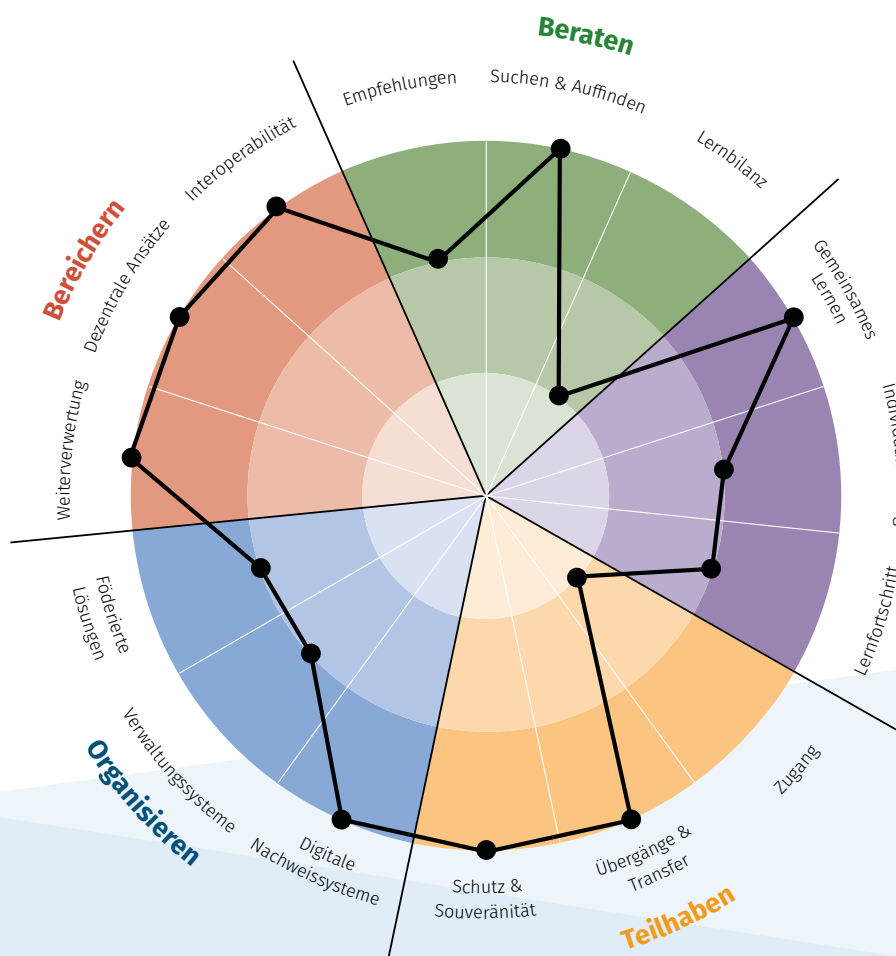 Beraten
Empfehlungen
Suchen & Auffinden
Lernbilanz
Gemeinsames
Lernen
Lernfortschritt
Zugang
Übergänge &
Transfer
Teilhaben
Schutz &
Souveränität
Digitale
Nachweissysteme
Verwaltungssysteme
Organisieren
Föderierte
Lösungen
Weiterverwertung
Dezentrale Ansätze
Bereichern
Interoperabilität